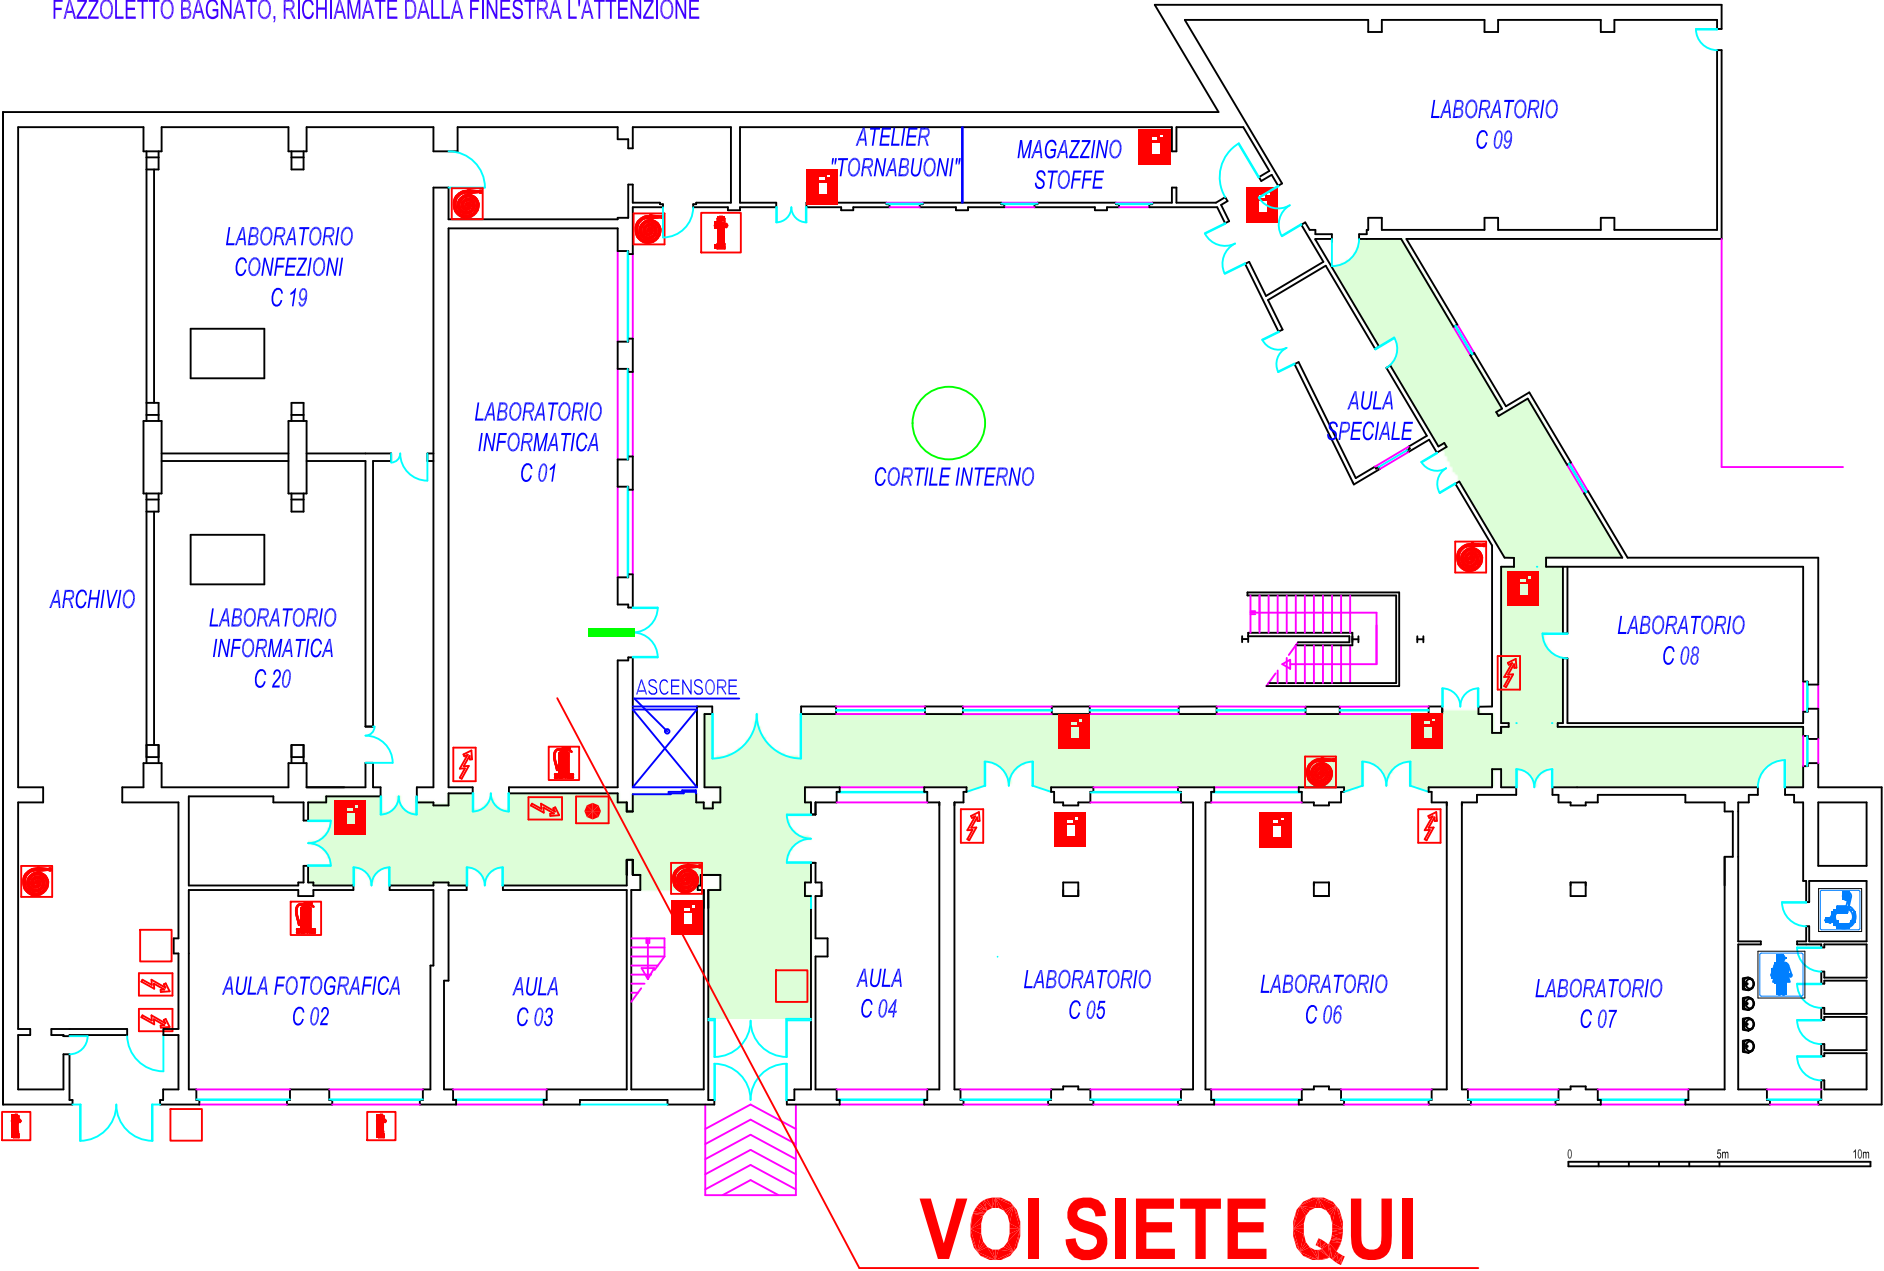 FAZZOLETTO BAGNATO, RICHIAMATE DALLA FINESTRA L'ATTENZIONE
LABORATORIO
C 09
ATELIER
"TORNABUONI"
MAGAZZINO
STOFFE
LABORATORIO
CONFEZIONI
C 19
LABORATORIO
INFORMATICA
C 01
AULA
SPECIALE
CORTILE INTERNO
ARCHIVIO
LABORATORIO
INFORMATICA
C 20
LABORATORIO
C 08
ASCENSORE
AULA FOTOGRAFICA
C 02
AULA
C 03
AULA
C 04
LABORATORIO
C 05
LABORATORIO
C 06
LABORATORIO
C 07
0 5m 10m
VOI SIETE QUI